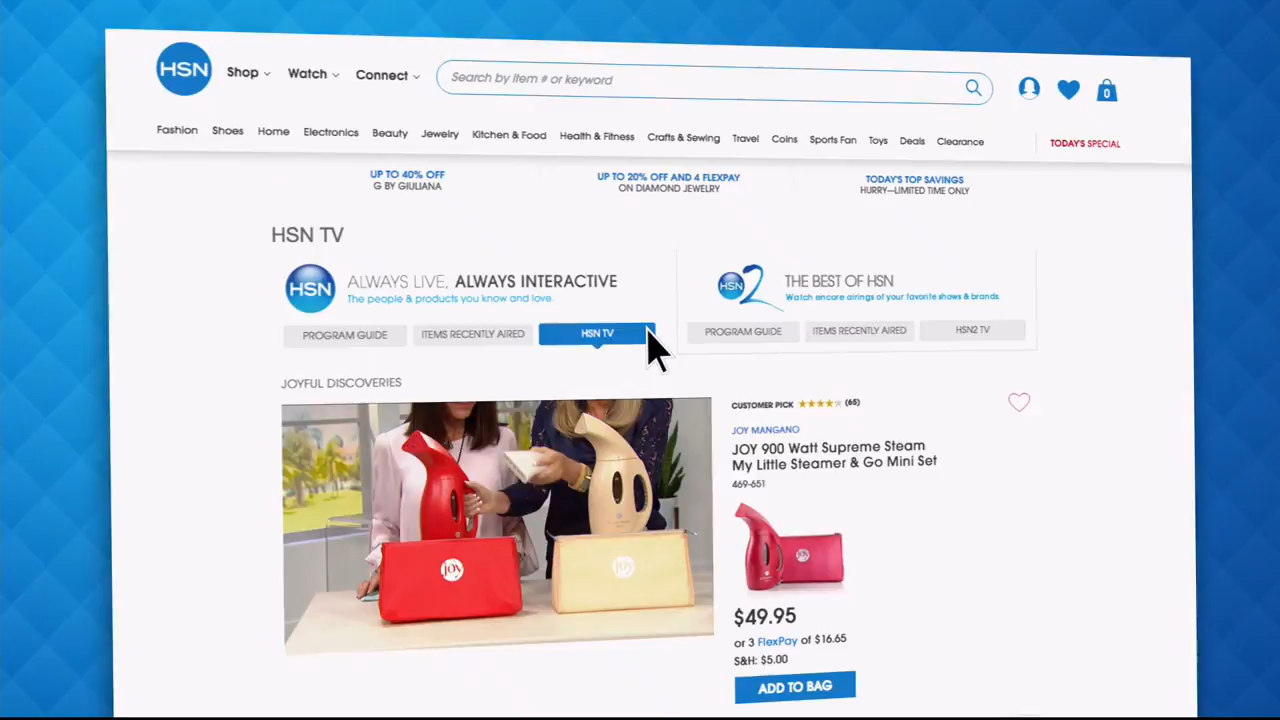 HSN
Shop Watch Connect
Search by item # or keyword
0
Fashion Shoes Home Electronics Beauty Jewelry Kitchen & Food Health & Fitness Crafts & Sewing Travel Coins Sports Fan Toys Deals Clearance TODAY'S SPECIAL
UP TO 40% OFF
G BY GIULIANA
UP TO 20% OFF AND 4 FLEXPAY
ON DIAMOND JEWELRY
TODAY'S TOP SAVINGS
HURRY—LIMITED TIME ONLY
HSN TV
HSN
ALWAYS LIVE, ALWAYS INTERACTIVE
The people & products you know and love.
PROGRAM GUIDE ITEMS RECENTLY AIRED HSN TV
HSN2
THE BEST OF HSN
Watch encore airings of your favorite shows & brands
PROGRAM GUIDE ITEMS RECENTLY AIRED HSN2 TV
JOYFUL DISCOVERIES
joy
joy
CUSTOMER PICK (65)
JOY MANGANO
JOY 900 Watt Supreme Steam
My Little Steamer & Go Mini Set
469-651
joy
$49.95
or 3 FlexPay of $16.65
S&H: $5.00
ADD TO BAG